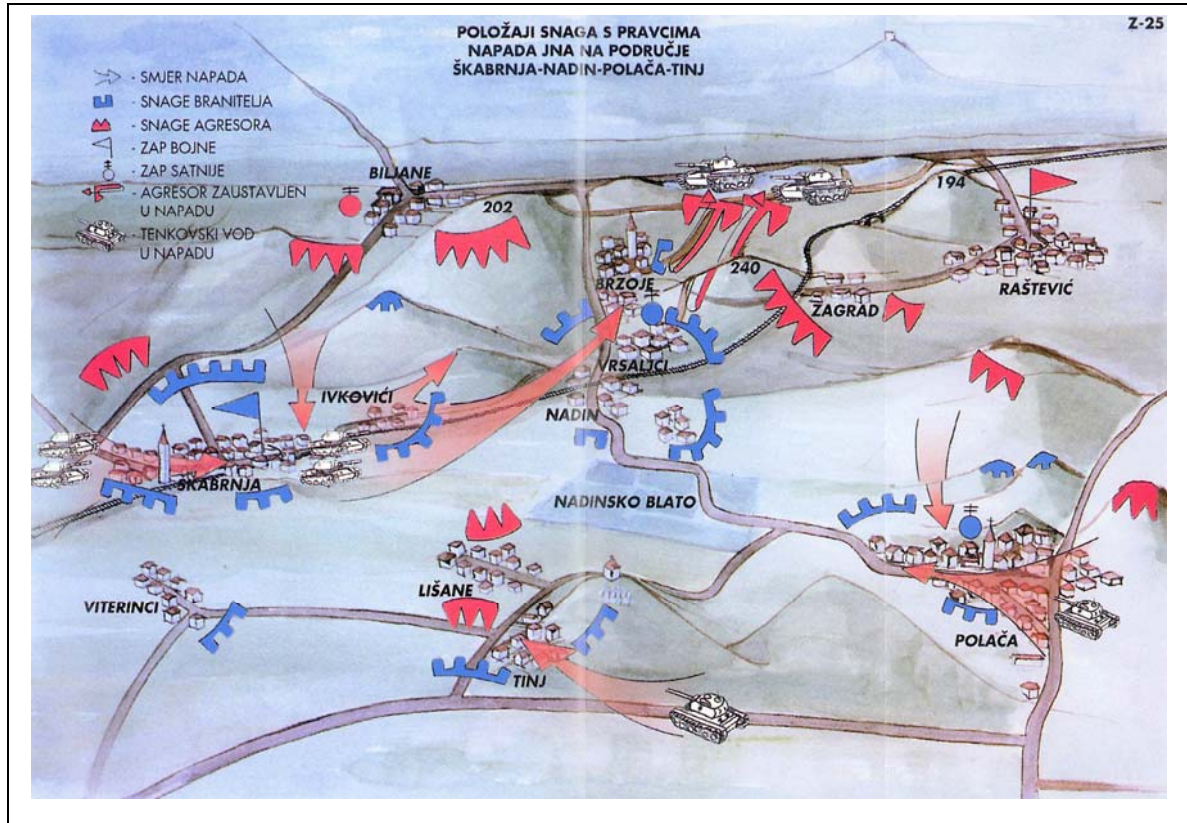 Z-25
POLOŽAJI SNAGA S PRAVCIMA
NAPADA JNA NA PODRUČJE
ŠKABRNJA-NADIN-POLAČA-TINJ
- SMJER NAPADA
- SNAGE BRANITELJA
- SNAGE AGRESORA
- ZAP BOJNE
- ZAP SATNIJE
- AGRESOR ZAUSTAVLJEN
U NAPADU
- TENKOVSKI VOD
U NAPADU
BILJANE
202
194
BRZOJE
240
ZAGRAD
RAŠTEVIĆ
VRSALJCI
IVKOVIĆI
NADIN
ŠKABRNJA
NADINSKO BLATO
LIŠANE
VITERINCI
POLAČA
TINJ